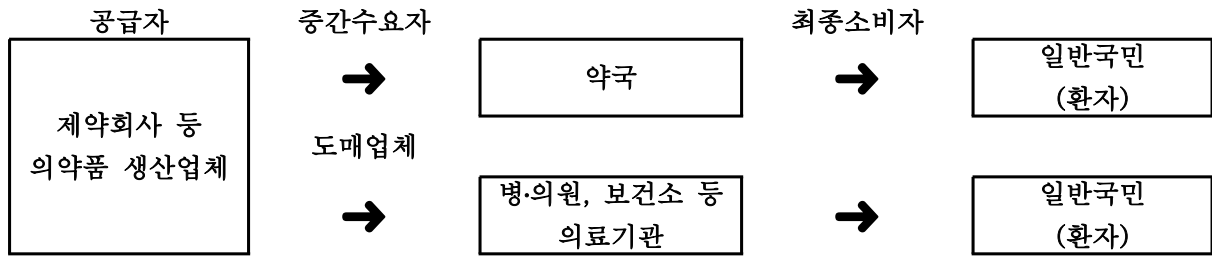 공급자
중간수요자
최종소비자
제약회사 등
의약품 생산업체
약국
일반국민
(환자)
도매업체
병·의원, 보건소 등
의료기관
일반국민
(환자)